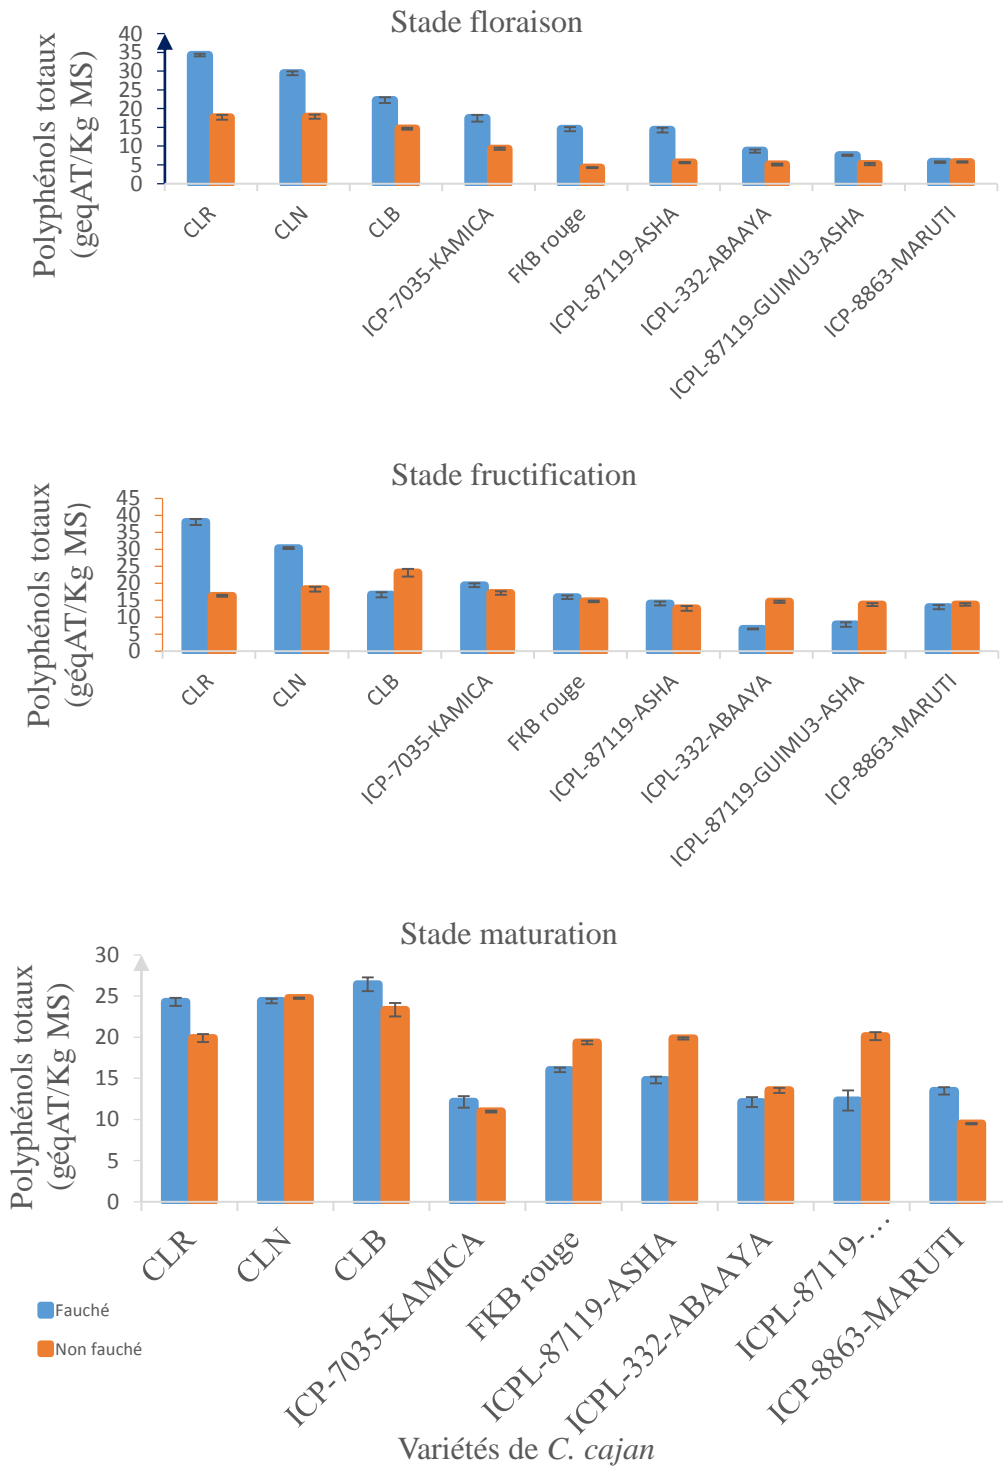 Stade floraison
Polyphénols totaux
(geqAT/Kg MS)
40
35
30
25
20
15
10
5
0
CLR
CLN
CLB
ICP-7035-KAMICA
FKB rouge
ICPL-87119-ASHA
ICPL-332-ABAAYA
ICPL-87119-GUIMU3-ASHA
ICP-8863-MARUTI
Stade fructification
Polyphénols totaux
(géqAT/Kg MS)
45
40
35
30
25
20
15
10
5
0
CLR
CLN
CLB
ICP-7035-KAMICA
FKB rouge
ICPL-87119-ASHA
ICPL-332-ABAAYA
ICPL-87119-GUIMU3-ASHA
ICP-8863-MARUTI
Stade maturation
Polyphénols totaux
(géqAT/Kg MS)
30
25
20
15
10
5
0
CLR
CLN
CLB
ICP-7035-KAMICA
FKB rouge
ICPL-87119-ASHA
ICPL-332-ABAAYA
ICPL-87119-…
ICP-8863-MARUTI
Fauché
Non fauché
Variétés de C. cajan